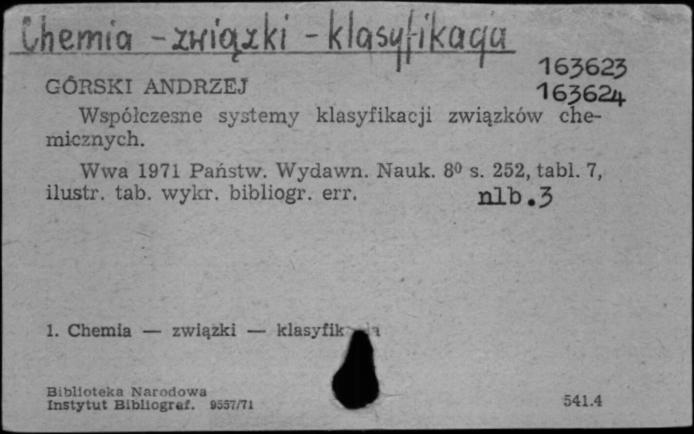 Chemia - związki - klasyfikacja
163623
GÓRSKI ANDRZEJ
163624
Współczesne systemy klasyfikacji związków che-
micznych.
Wwa 1971 Państw. Wydawn. Nauk. 8⁰ s. 252, tabl. 7,
ilustr. tab. wykr. bibliogr. err.
nlb.3
1. Chemia — związki — klasyfik
Biblioteka Narodowa
Instytut Bibliograf. 9557/71
541.4